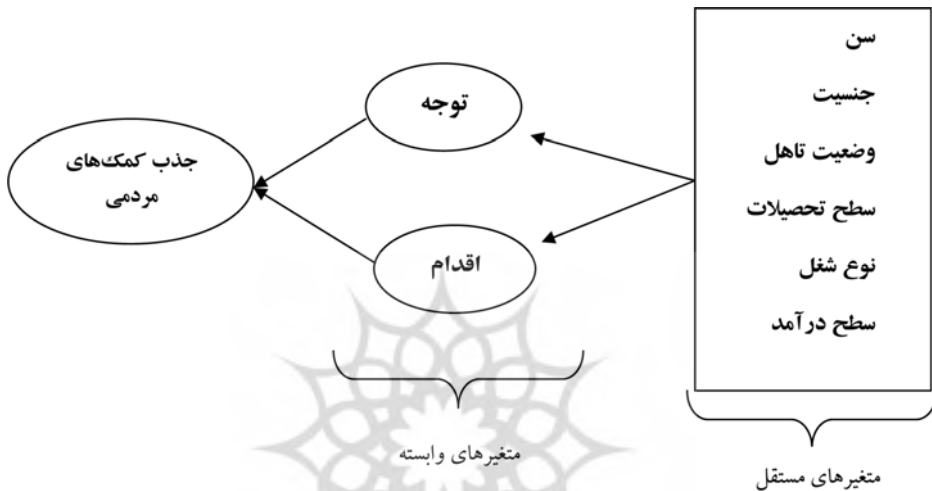 سن
جنسیت
وضعیت تاهل
سطح تحصیلات
نوع شغل
سطح درآمد
متغیرهای مستقل
توجه
اقدام
متغیرهای وابسته
جذب کمک‌های
مردمی